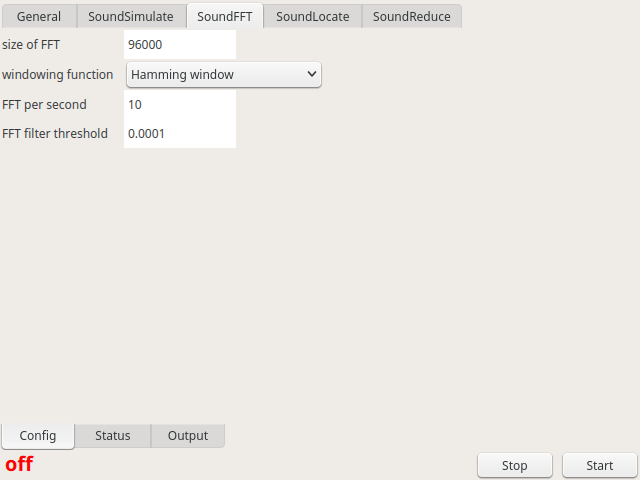 General SoundSimulate SoundFFT SoundLocate SoundReduce
size of FFT 96000
windowing function Hamming window
FFT per second 10
FFT filter threshold 0.0001
Config Status Output
off Stop Start